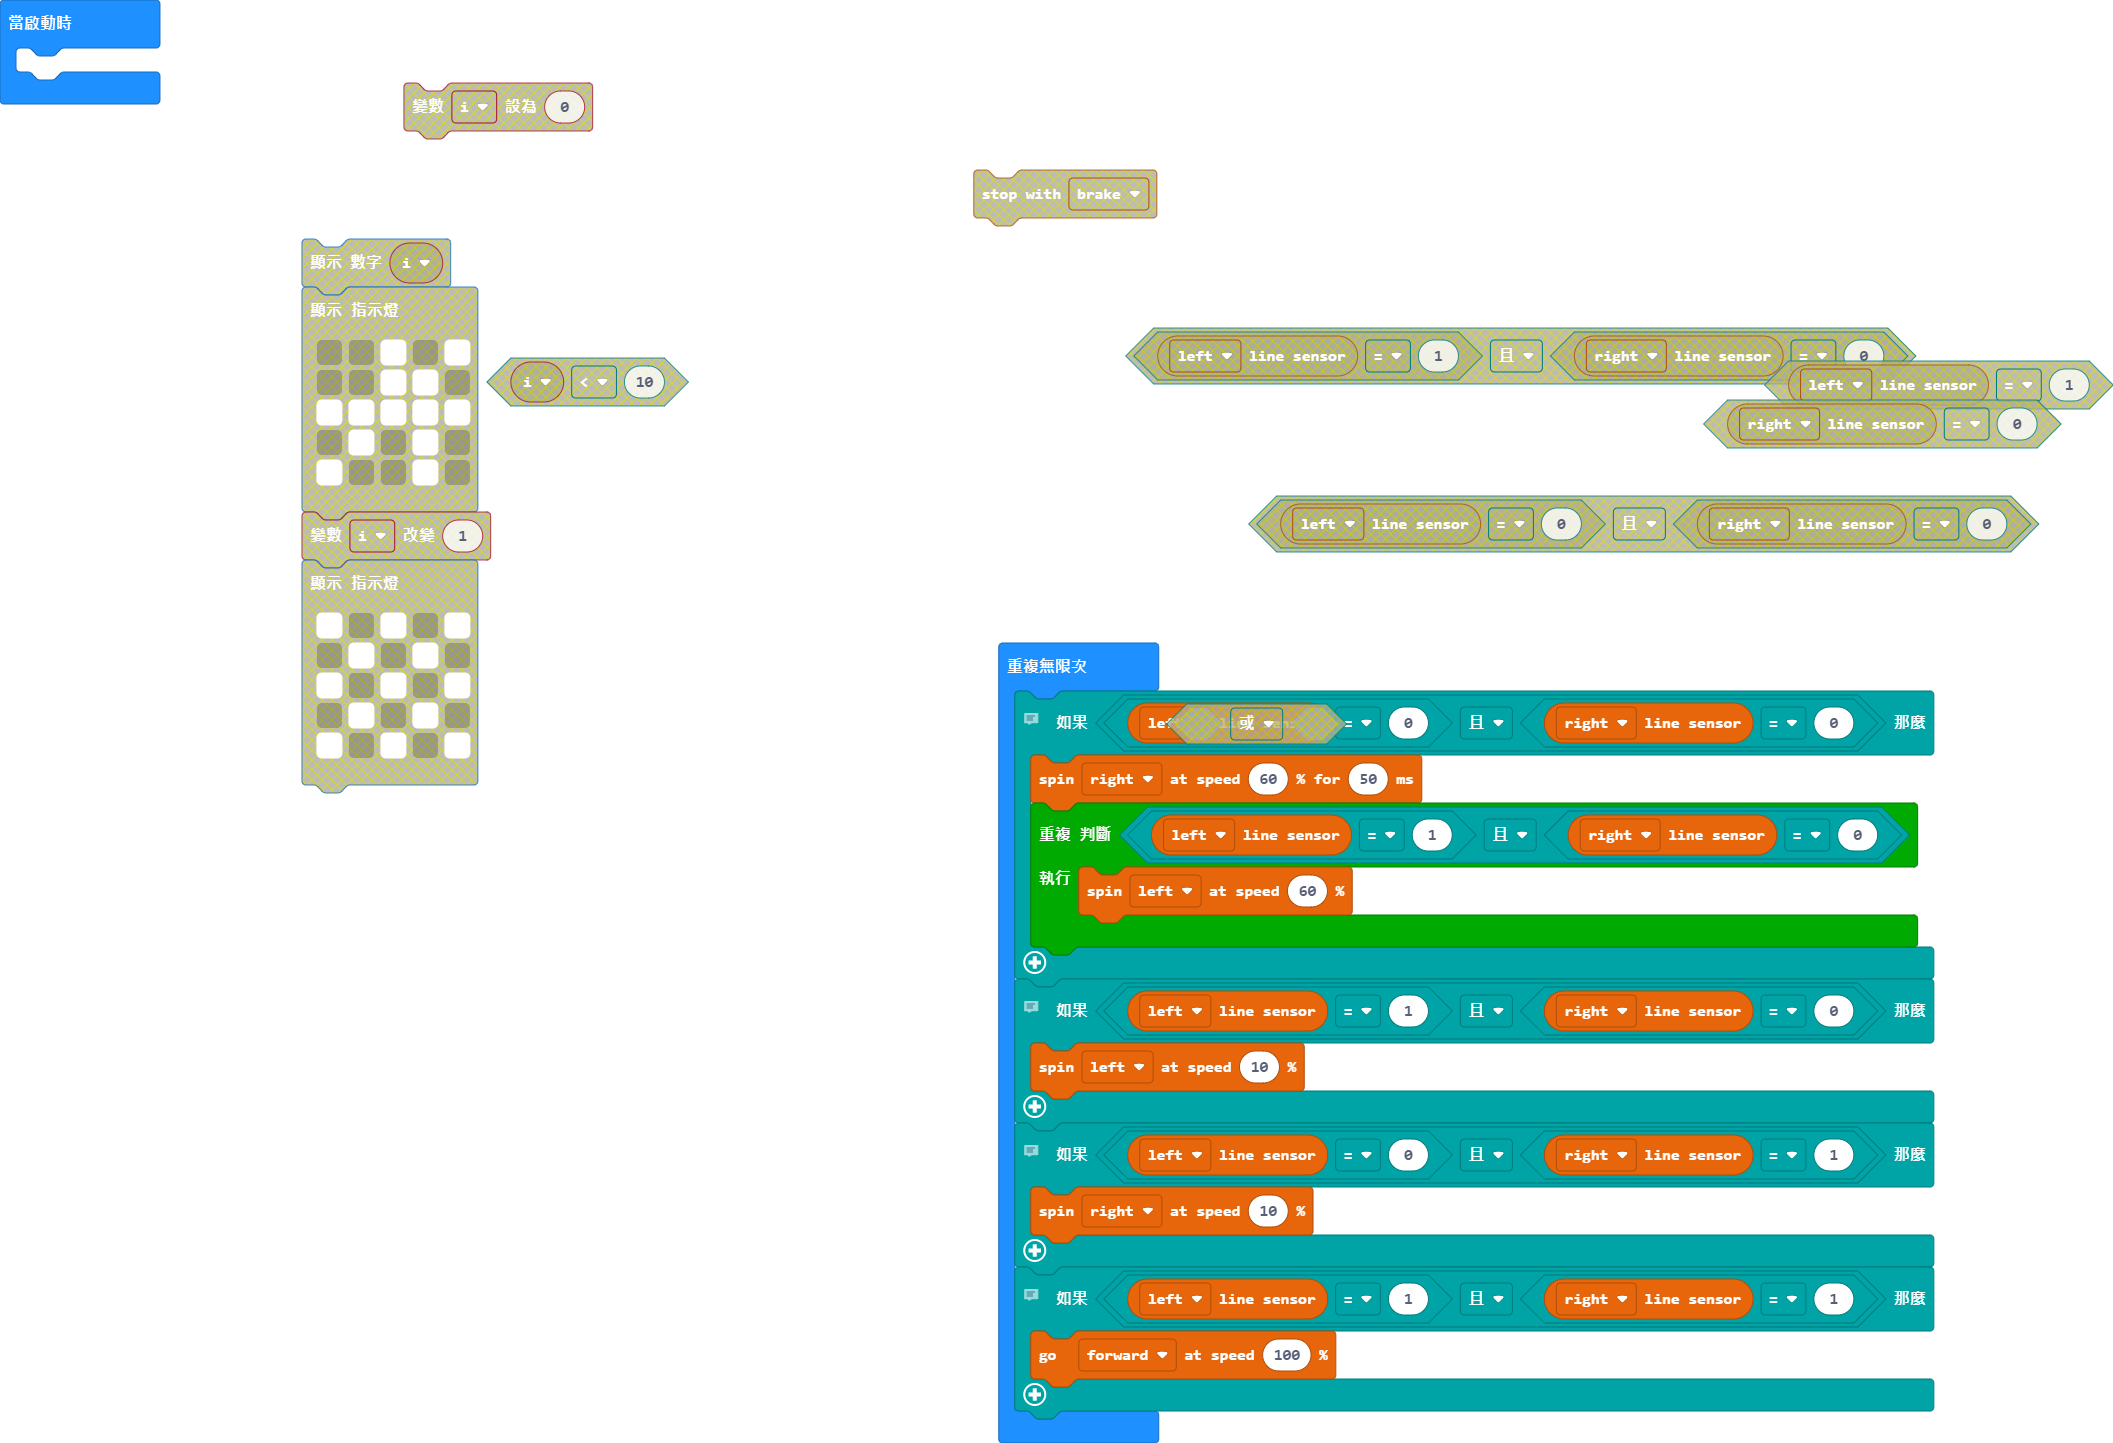 當啟動時
變數 i 設為 0
stop with brake
顯示 數字 i
顯示 指示燈
i < 10
left line sensor = 1 且 right line sensor = 0
left line sensor = 1
right line sensor = 0
變數 i 改變 1
left line sensor = 0 且 right line sensor = 0
顯示 指示燈
重複無限次
如果 left = 0 且 right line sensor = 0 那麼
或
spin right at speed 60 % for 50 ms
重複 判斷 left line sensor = 1 且 right line sensor = 0
執行 spin left at speed 60 %
如果 left line sensor = 1 且 right line sensor = 0 那麼
spin left at speed 10 %
如果 left line sensor = 0 且 right line sensor = 1 那麼
spin right at speed 10 %
如果 left line sensor = 1 且 right line sensor = 1 那麼
go forward at speed 100 %